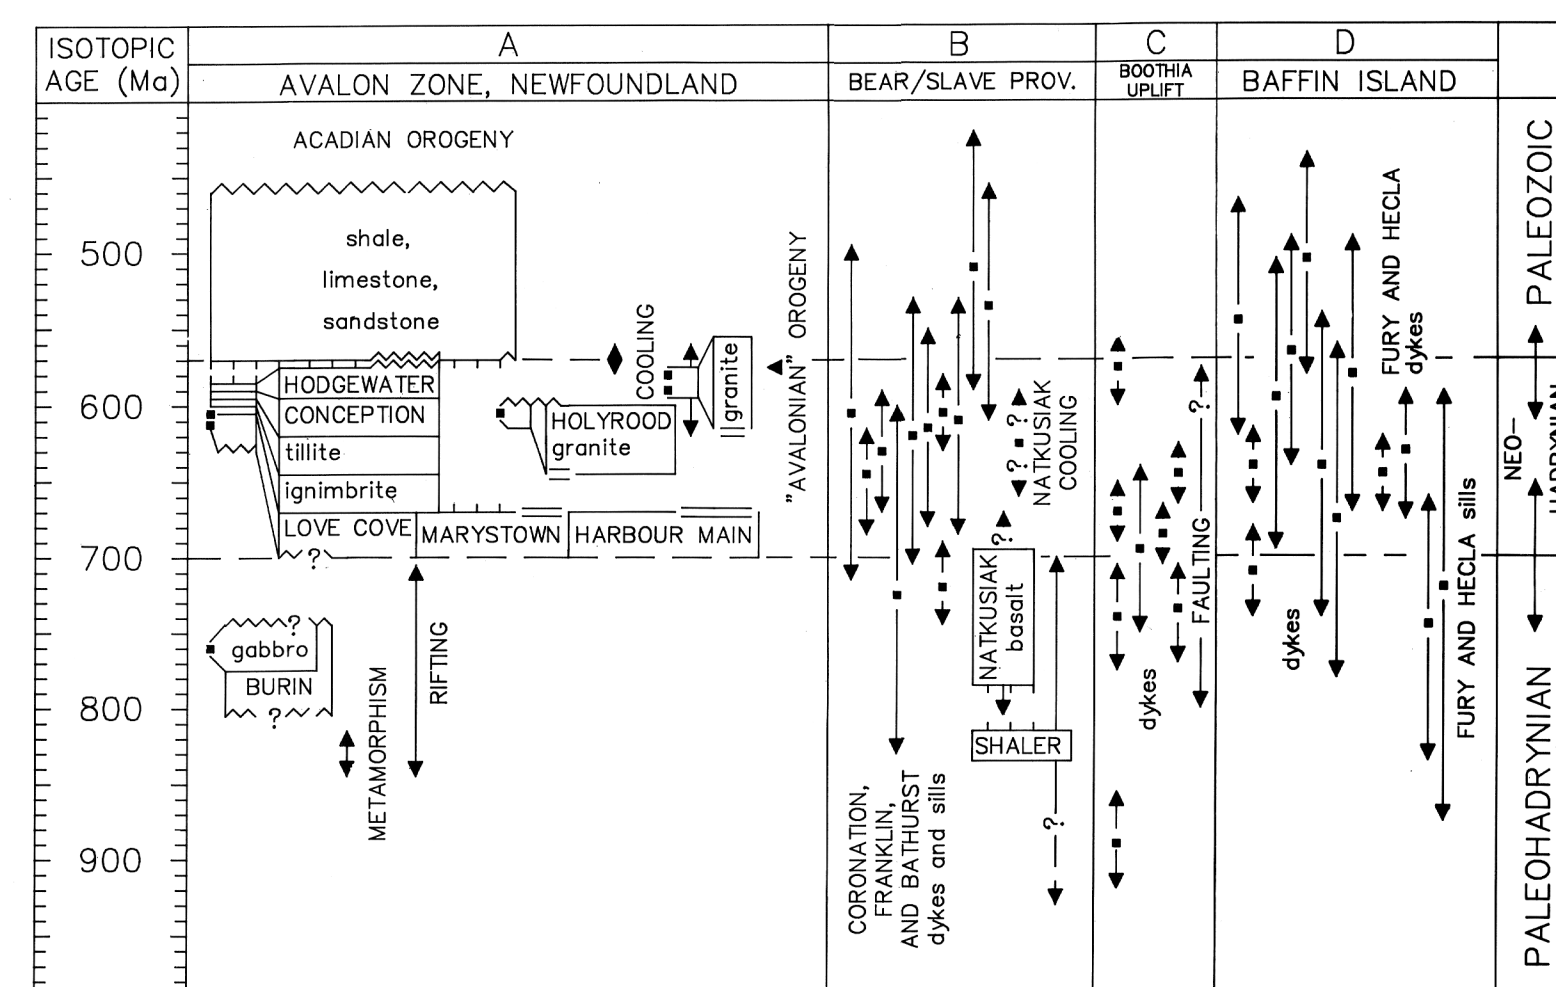 ISOTOPIC
AGE (Ma)
A
B
C
D
AVALON ZONE, NEWFOUNDLAND
BEAR/SLAVE PROV.
BOOTHIA
UPLIFT
BAFFIN ISLAND
500
600
700
800
900
ACADIAN OROGENY
shale,
limestone,
sandstone
HODGEWATER
CONCEPTION
tillite
ignimbrite
LOVE COVE
MARYSTOWN
HARBOUR MAIN
?
HOLYROOD
granite
COOLING
granite
"AVALONIAN" OROGENY
?
gabbro
BURIN
?
METAMORPHISM
RIFTING
? ?
NATKUSIAK
COOLING
?
NATKUSIAK
basalt
SHALER
?
CORONATION,
FRANKLIN,
AND BATHURST
dykes and sills
?
FAULTING
dykes
FURY AND HECLA
dykes
dykes
FURY AND HECLA sills
PALEOZOIC
NEO-
PALEOHADRYNIAN